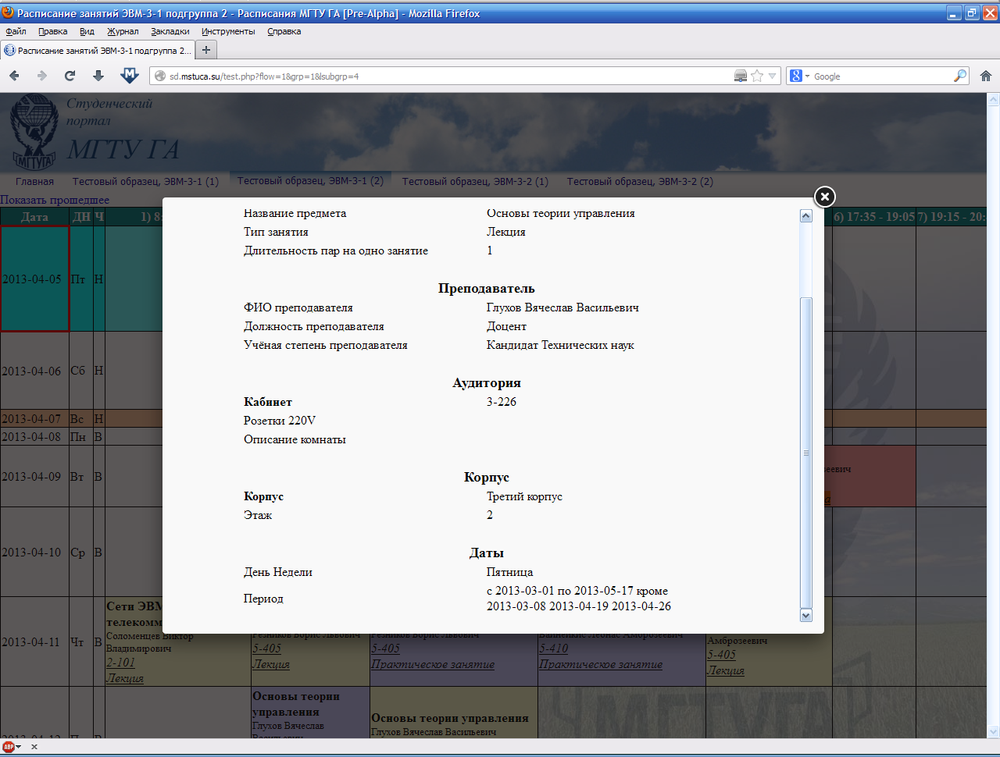 Расписание занятий ЭВМ-3-1 подгруппа 2 - Расписания МГТУ ГА [Pre-Alpha] - Mozilla Firefox
Файл Правка Вид Журнал Закладки Инструменты Справка
Расписание занятий ЭВМ-3-1 подгруппа 2...
sd.mstuca.su/test.php?flow=1&grp=1&lsubgrp=4
Google
Студенческий
портал
МГТУ ГА
МГТУГА
Главная Тестовый образец, ЭВМ-3-1 (1) Тестовый образец, ЭВМ-3-1 (2) Тестовый образец, ЭВМ-3-2 (1) Тестовый образец, ЭВМ-3-2 (2)
Показать прошедшее
Дата ДН Ч 1) 8: 6) 17:35 - 19:05 7) 19:15 - 20:
Название предмета Основы теории управления
Тип занятия Лекция
Длительность пар на одно занятие 1
Преподаватель
ФИО преподавателя Глухов Вячеслав Васильевич
Должность преподавателя Доцент
Учёная степень преподавателя Кандидат Технических наук
Аудитория
Кабинет 3-226
Розетки 220V
Описание комнаты
Корпус
Корпус Третий корпус
Этаж 2
Даты
День Недели Пятница
Период с 2013-03-01 по 2013-05-17 кроме
2013-03-08 2013-04-19 2013-04-26
2013-04-05 Пт Н
2013-04-06 Сб Н
2013-04-07 Вс Н
2013-04-08 Пн В
2013-04-09 Вт В
2013-04-10 Ср В
2013-04-11 Чт В
Сети ЭВМ
телекомм
Соломенцев Виктор
Владимирович
2-101
Лекция
Резников Борис Львович
5-405
Лекция
Резников Борис Львович
5-405
Практическое занятие
Вайнейкис Леонас Амброзеевич
5-410
Практическое занятие
Амброзеевич
5-405
Лекция
Основы теории
управления
Глухов Вячеслав
Васильевич
Основы теории управления
Глухов Вячеслав Васильевич
МГТУГА
ABP